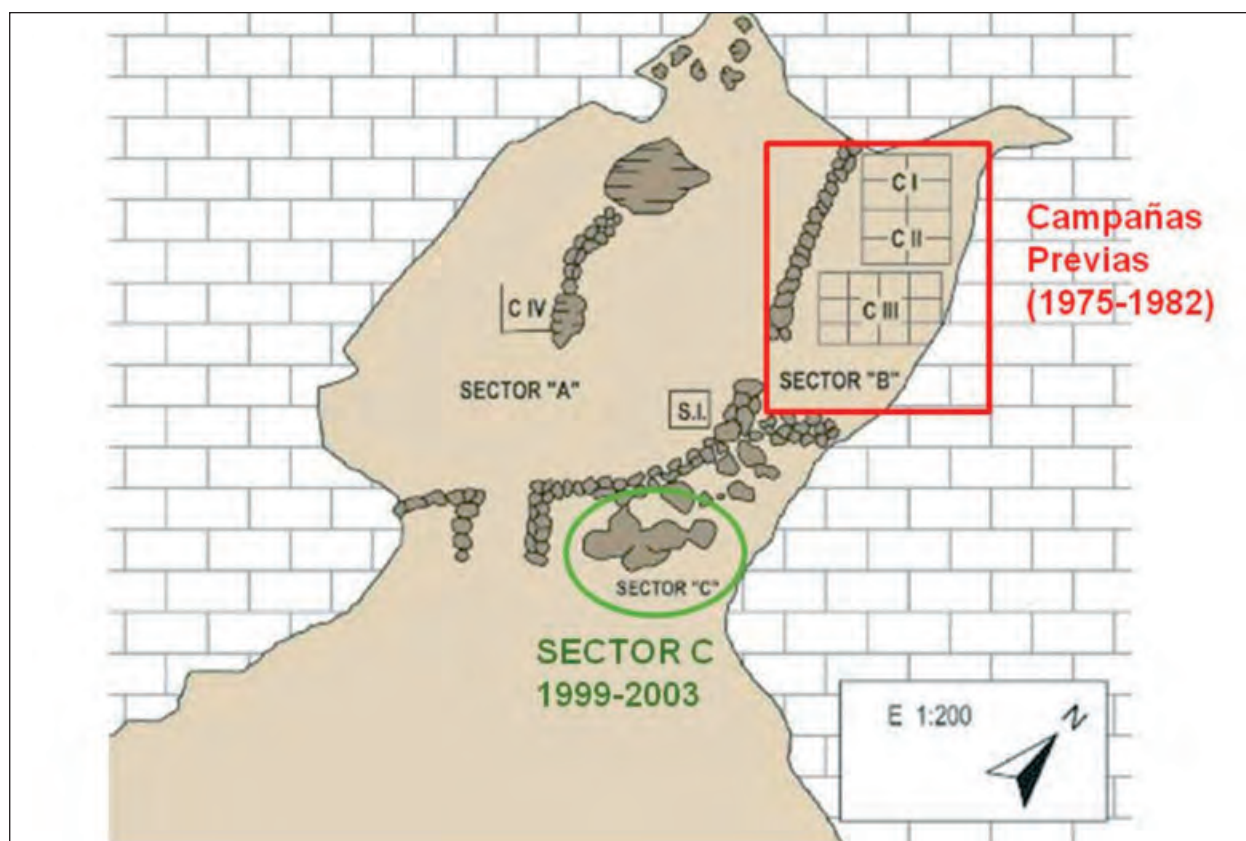 C I
C II
C III
C IV
Campañas
Previas
(1975-1982)
SECTOR "A"
SECTOR "B"
S.I.
SECTOR "C"
SECTOR C
1999-2003
E 1:200
N